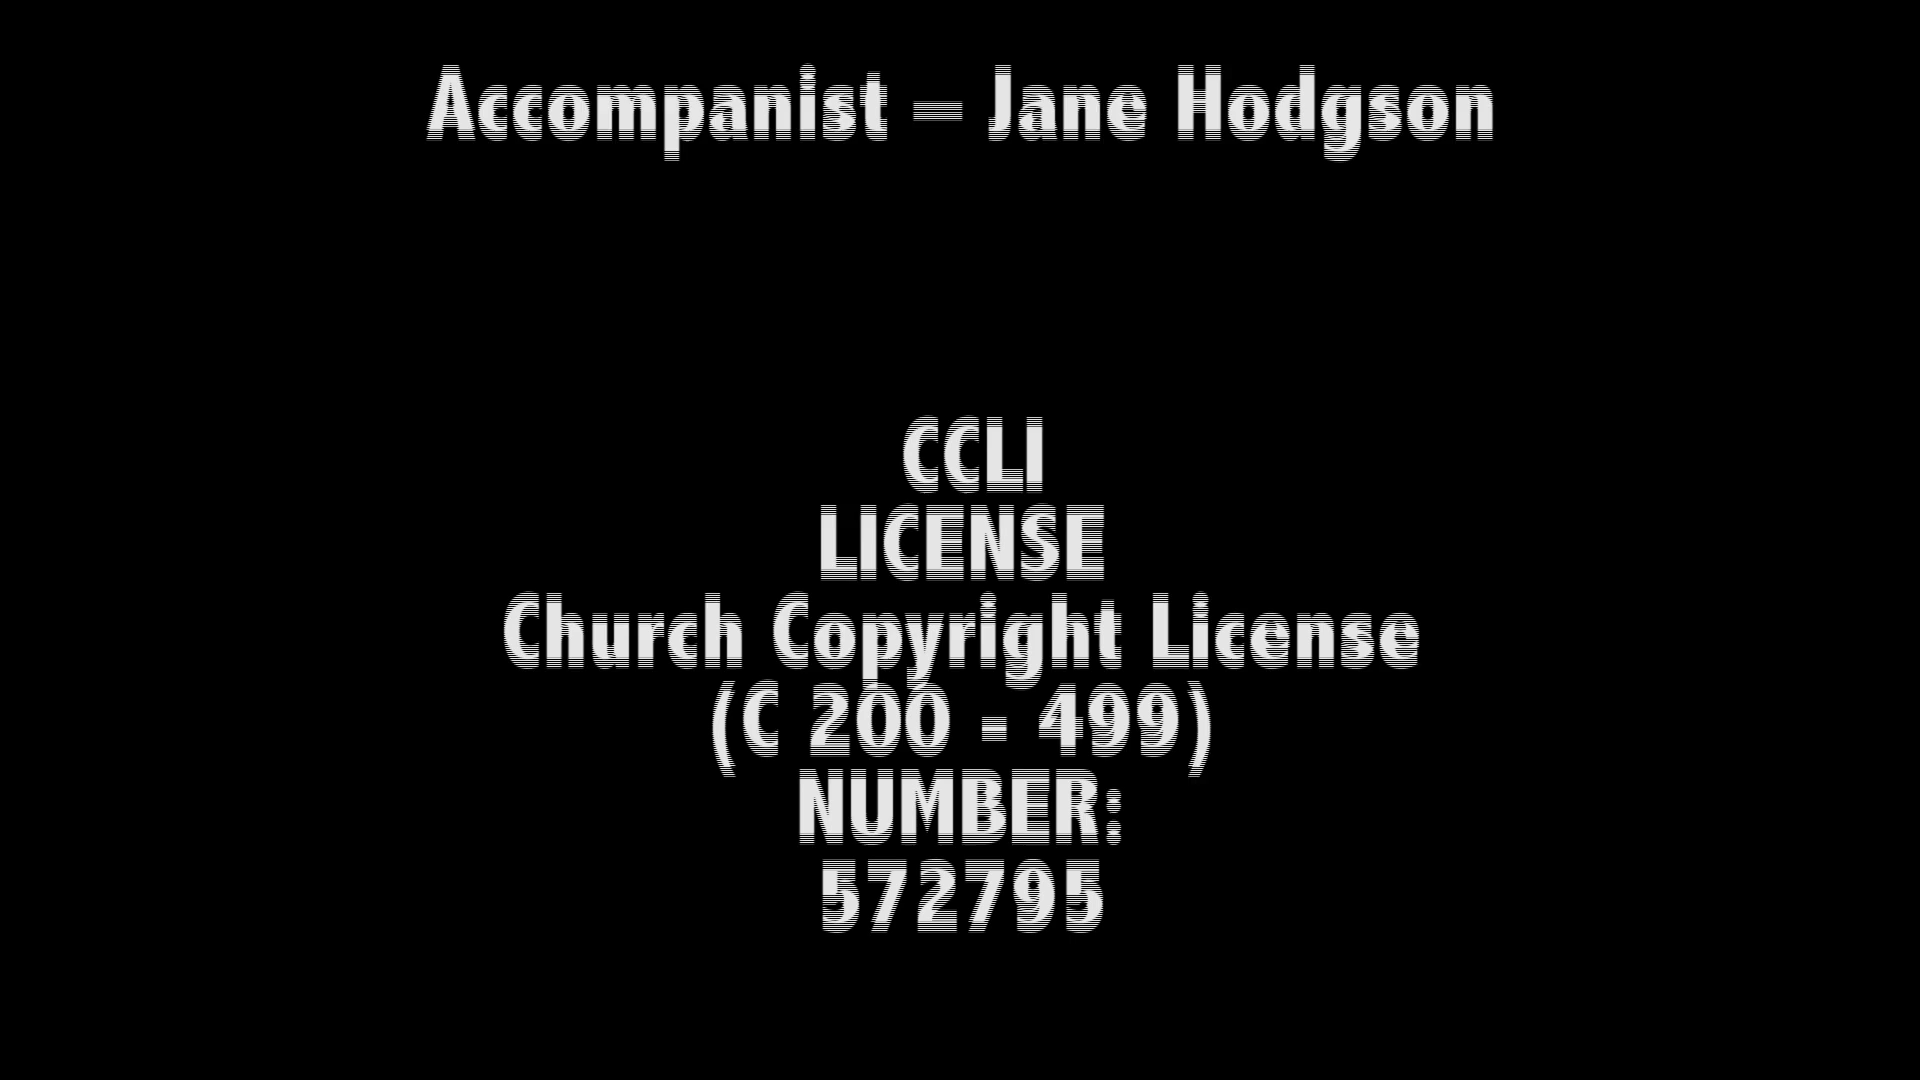 Accompanist – Jane Hodgson
CCLI
LICENSE
Church Copyright License
(C 200 - 499)
NUMBER:
572795